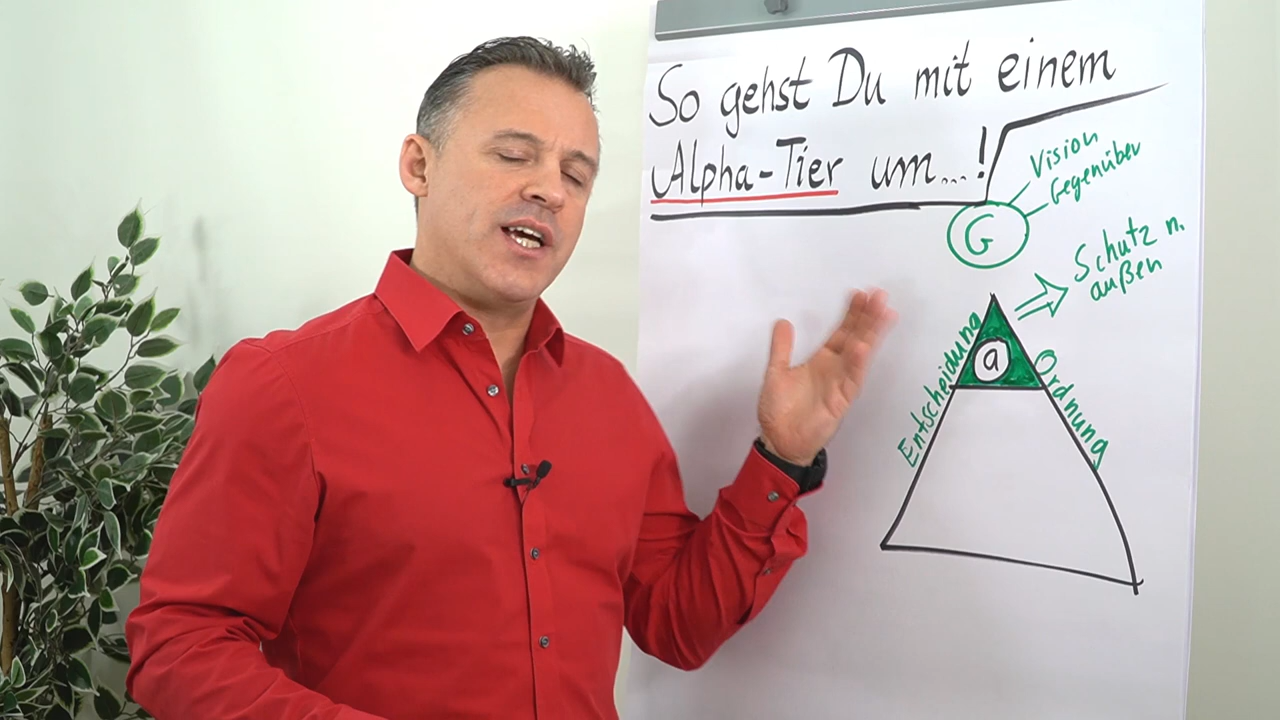 So gehst Du mit einem
Alpha-Tier um...!
Vision
Gegenüber
G
Schutz n.
außen
Entscheidung
a
Ordnung